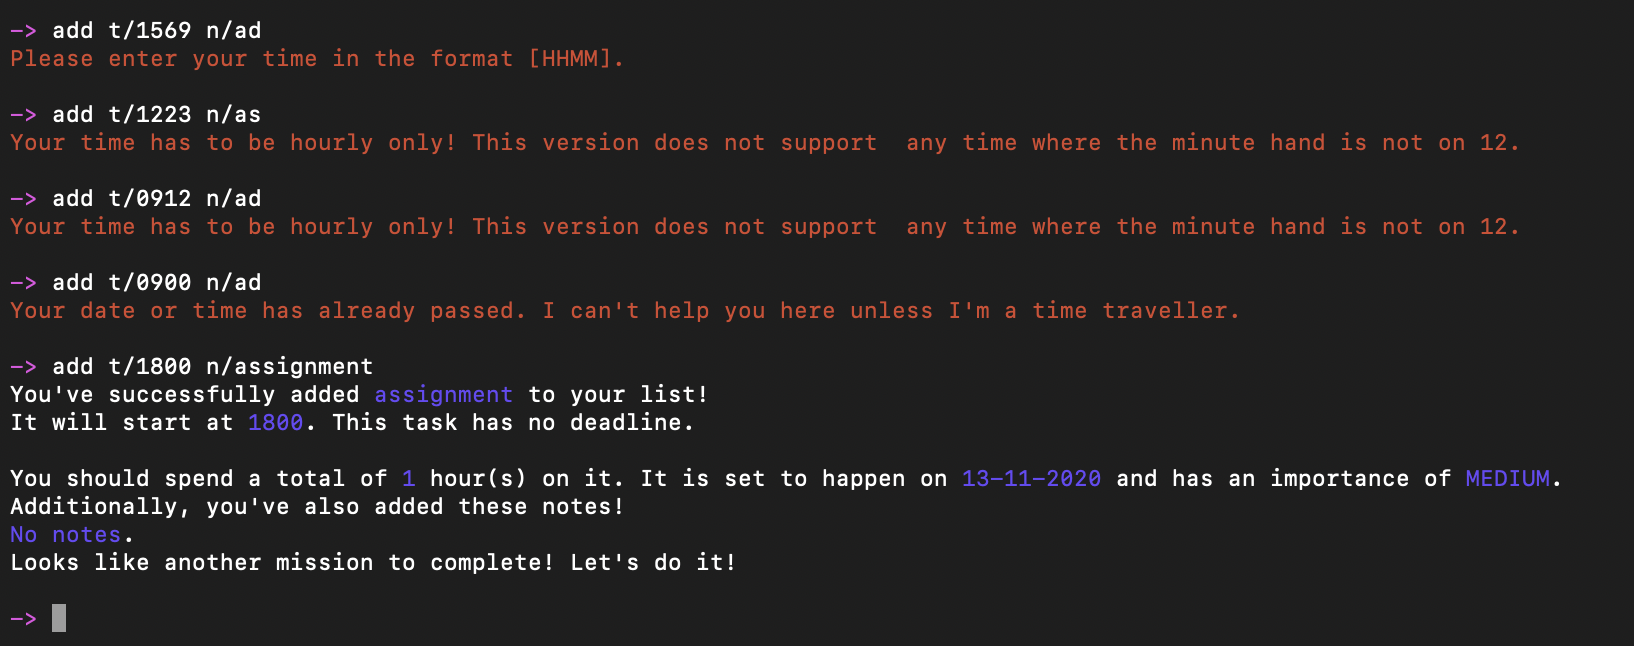 -> add t/1569 n/ad
Please enter your time in the format [HHMM].
-> add t/1223 n/as
Your time has to be hourly only! This version does not support  any time where the minute hand is not on 12.
-> add t/0912 n/ad
Your time has to be hourly only! This version does not support  any time where the minute hand is not on 12.
-> add t/0900 n/ad
Your date or time has already passed. I can't help you here unless I'm a time traveller.
-> add t/1800 n/assignment
You've successfully added assignment to your list!
It will start at 1800. This task has no deadline.
You should spend a total of 1 hour(s) on it. It is set to happen on 13-11-2020 and has an importance of MEDIUM.
Additionally, you've also added these notes!
No notes.
Looks like another mission to complete! Let's do it!
->